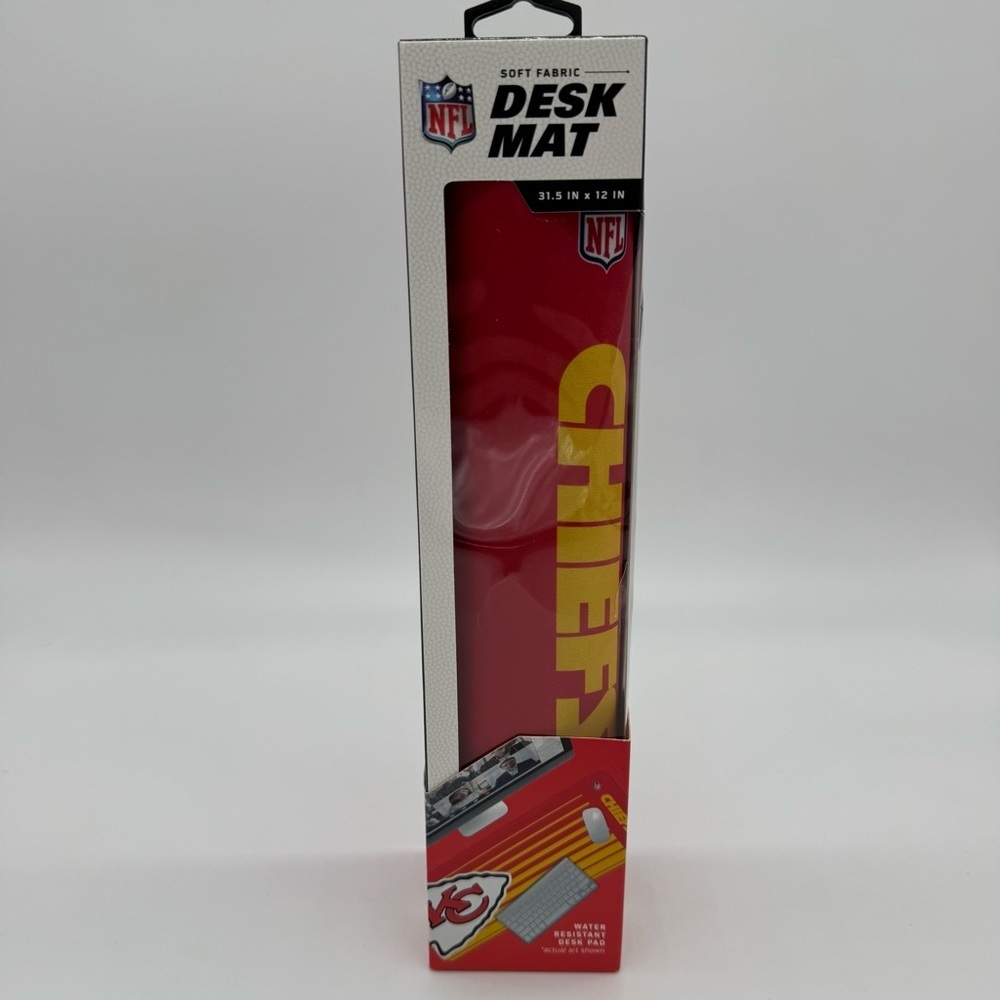 SOFT FABRIC
DESK
MAT
NFL
31.5 IN x 12 IN
NFL
CHIEFS
CHIEFS
KC
WATER
RESISTANT
DESK PAD
*actual art shown